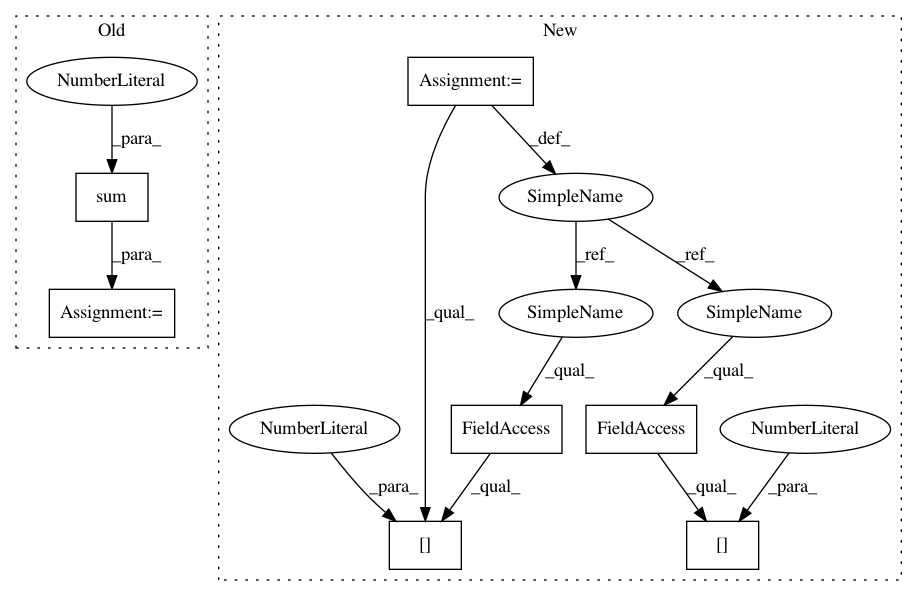 Old
New
NumberLiteral
Assignment:=
_para_
_def_
sum
SimpleName
_para_
_ref_
_ref_
Assignment:=
_qual_
SimpleName
SimpleName
_qual_
_qual_
NumberLiteral
FieldAccess
FieldAccess
NumberLiteral
_para_
_qual_
_qual_
_para_
[]
[]